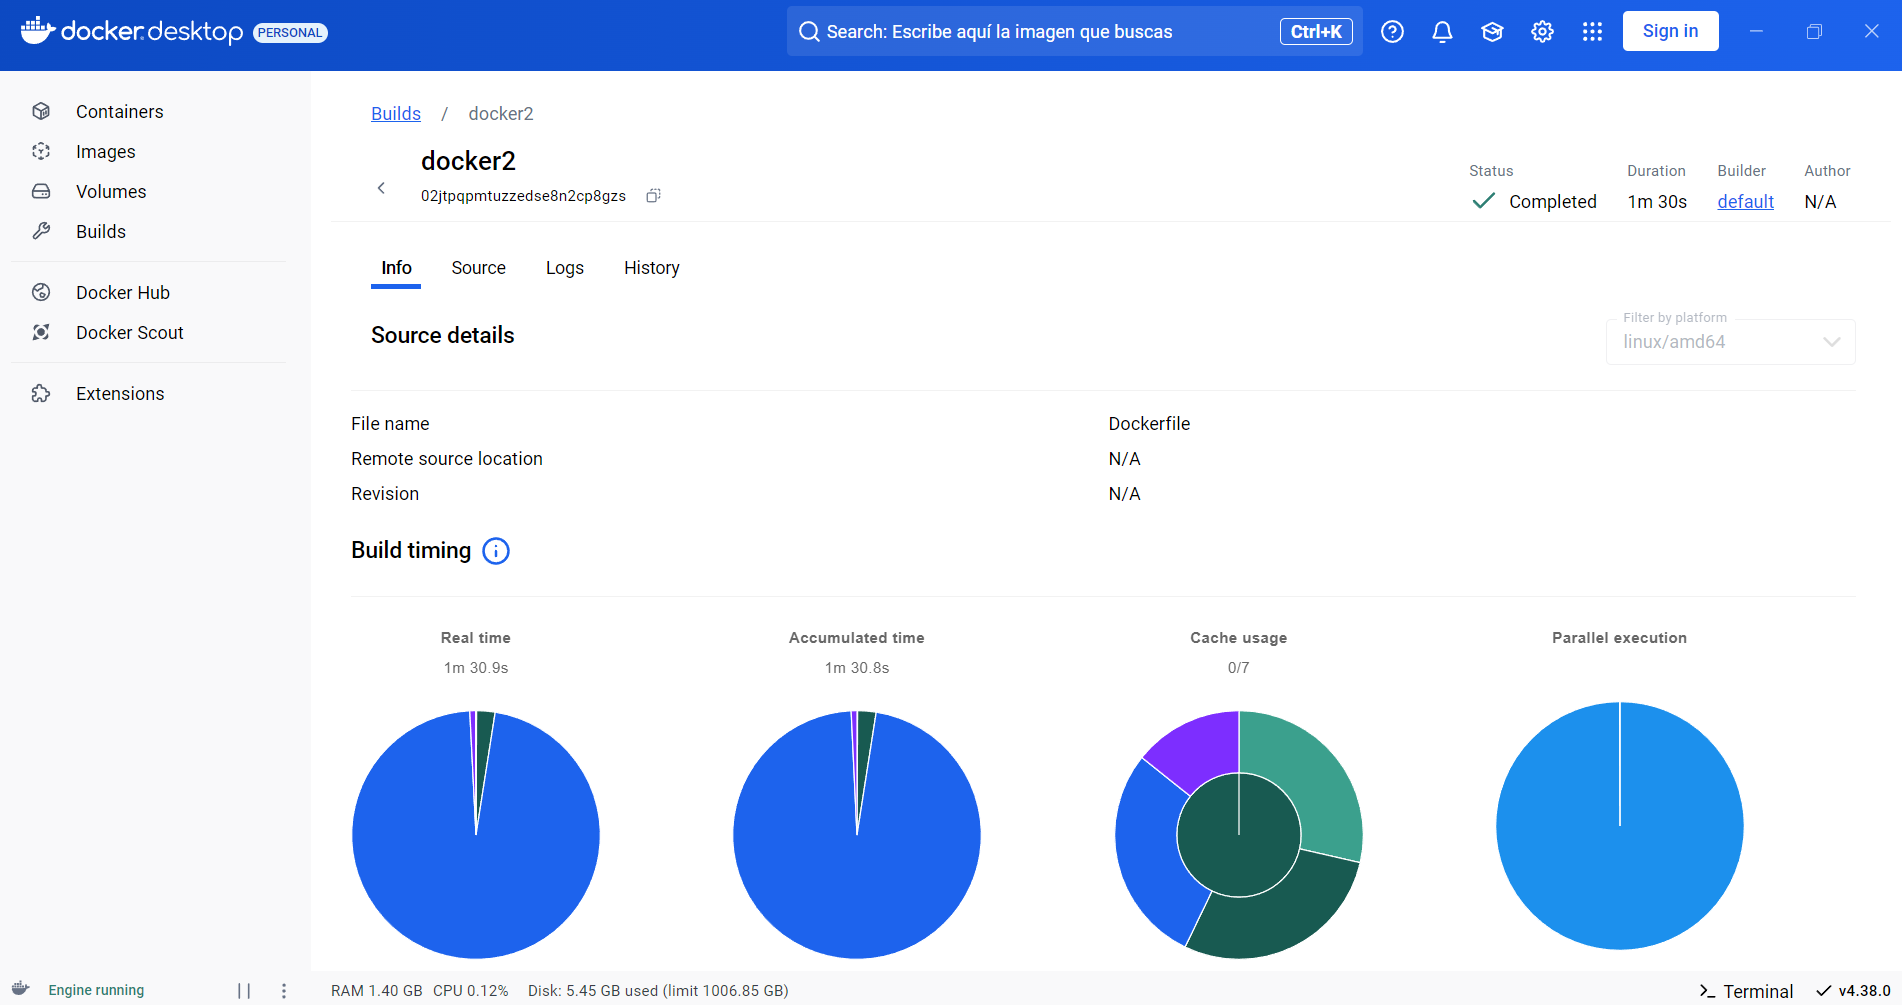 docker.desktop PERSONAL
Search: Escribe aquí la imagen que buscas Ctrl+K
Sign in
Containers
Images
Volumes
Builds
Docker Hub
Docker Scout
Extensions
Builds / docker2
docker2
02jtpqpmtuzzedse8n2cp8gzs
Status Duration Builder Author
Completed 1m 30s default N/A
Info Source Logs History
Source details
Filter by platform
linux/amd64
File name Dockerfile
Remote source location N/A
Revision N/A
Build timing
Real time Accumulated time Cache usage Parallel execution
1m 30.9s 1m 30.8s 0/7
Engine running
RAM 1.40 GB CPU 0.12% Disk: 5.45 GB used (limit 1006.85 GB)
Terminal v4.38.0